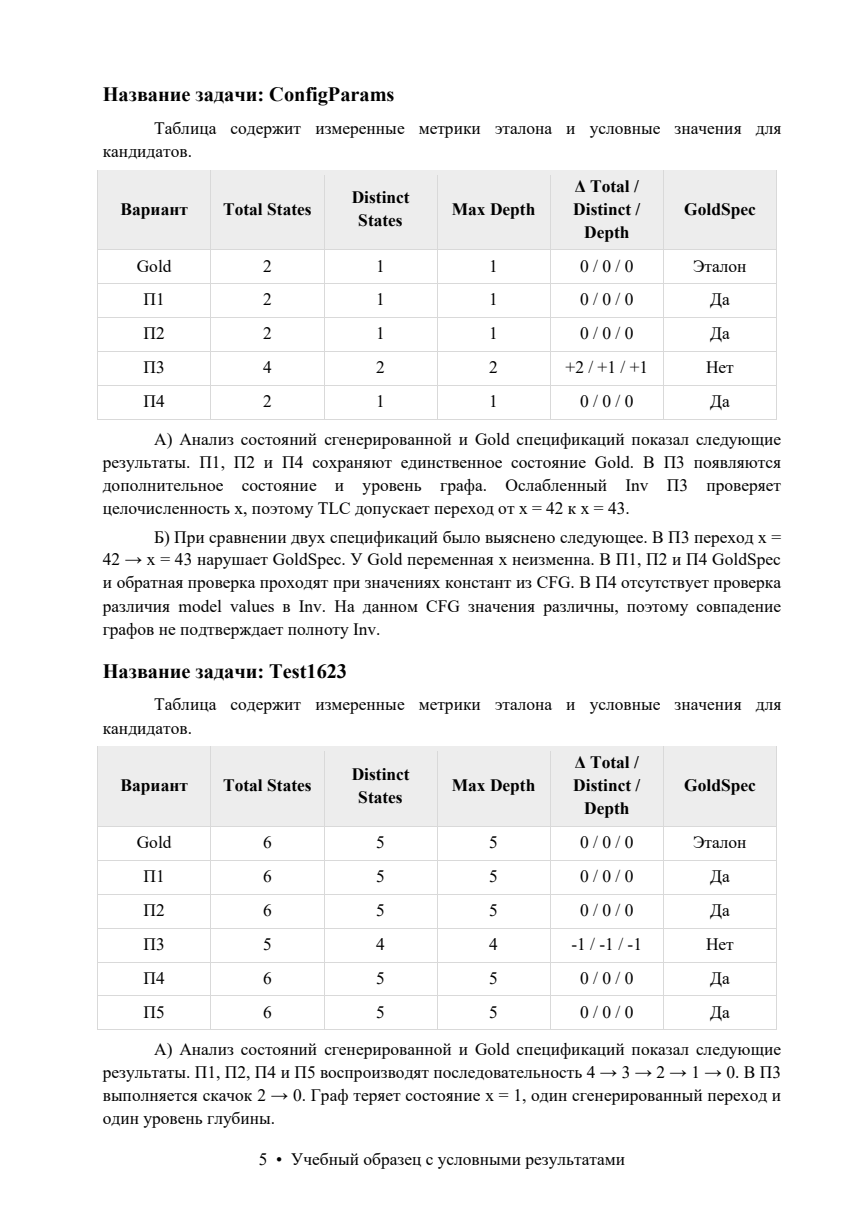 Название задачи: ConfigParams
Таблица содержит измеренные метрики эталона и условные значения для
кандидатов.
Вариант Total States Distinct States Max Depth Δ Total / Distinct / Depth GoldSpec
Gold 2 1 1 0 / 0 / 0 Эталон
П1 2 1 1 0 / 0 / 0 Да
П2 2 1 1 0 / 0 / 0 Да
П3 4 2 2 +2 / +1 / +1 Нет
П4 2 1 1 0 / 0 / 0 Да
А) Анализ состояний сгенерированной и Gold спецификаций показал следующие
результаты. П1, П2 и П4 сохраняют единственное состояние Gold. В П3 появляются
дополнительное состояние и уровень графа. Ослабленный Inv П3 проверяет
целочисленность x, поэтому TLC допускает переход от x = 42 к x = 43.
Б) При сравнении двух спецификаций было выяснено следующее. В П3 переход x =
42 → x = 43 нарушает GoldSpec. У Gold переменная x неизменна. В П1, П2 и П4 GoldSpec
и обратная проверка проходят при значениях констант из CFG. В П4 отсутствует проверка
различия model values в Inv. На данном CFG значения различны, поэтому совпадение
графов не подтверждает полноту Inv.
Название задачи: Test1623
Таблица содержит измеренные метрики эталона и условные значения для
кандидатов.
Вариант Total States Distinct States Max Depth Δ Total / Distinct / Depth GoldSpec
Gold 6 5 5 0 / 0 / 0 Эталон
П1 6 5 5 0 / 0 / 0 Да
П2 6 5 5 0 / 0 / 0 Да
П3 5 4 4 -1 / -1 / -1 Нет
П4 6 5 5 0 / 0 / 0 Да
П5 6 5 5 0 / 0 / 0 Да
А) Анализ состояний сгенерированной и Gold спецификаций показал следующие
результаты. П1, П2, П4 и П5 воспроизводят последовательность 4 → 3 → 2 → 1 → 0. В П3
выполняется скачок 2 → 0. Граф теряет состояние x = 1, один сгенерированный переход и
один уровень глубины.
5 • Учебный образец с условными результатами